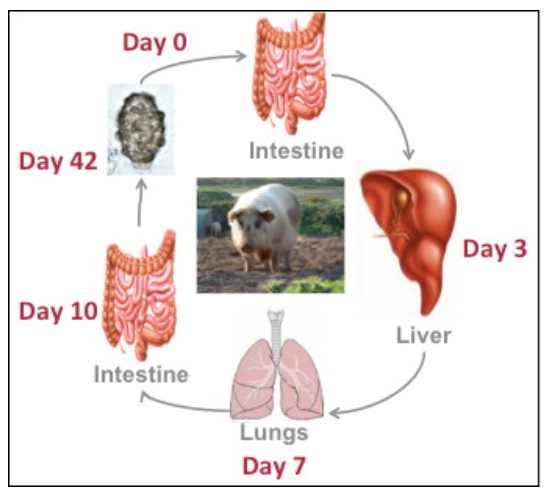 Day 0
Intestine
Day 3
Liver
Lungs
Day 7
Day 10
Intestine
Day 42